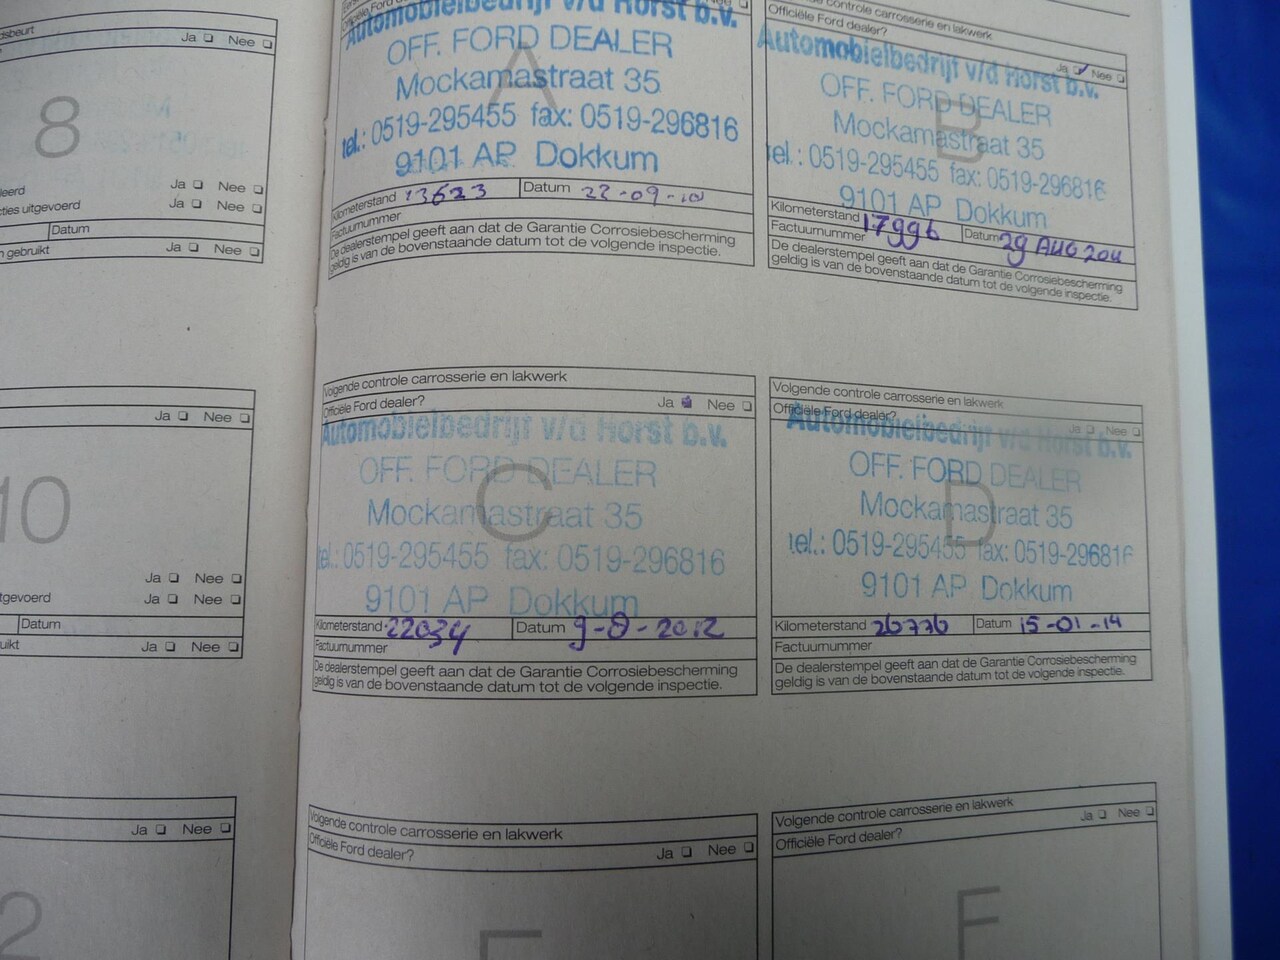 dsbeurt
Ja Nee
8
Ja Nee
leerd
Ja Nee
cties uitgevoerd
Datum
n gebruikt
Ja Nee
Ja Nee
10
Ja Nee
tgevoerd
Ja Nee
Datum
uikt
Ja Nee
Ja Nee
2
Automobielbedrijf v/d Horst b.v.
OFF. FORD DEALER
A
Mockamastraat 35
tel.: 0519-295455 fax: 0519-296816
9101 AP Dokkum
Kilometerstand 13623 Datum 22-09-10
Factuurnummer
De dealerstempel geeft aan dat de Garantie Corrosiebescherming
geldig is van de bovenstaande datum tot de volgende inspectie.
controle carrosserie en lakwerk
Officiële Ford dealer?
Ja Nee
Automobielbedrijf v/d Horst b.v.
OFF. FORD DEALER
B
Mockamastraat 35
tel.: 0519-295455 fax: 0519-296816
9101 AP Dokkum
Kilometerstand 17996 Datum 29 AUG 2011
Factuurnummer
De dealerstempel geeft aan dat de Garantie Corrosiebescherming
geldig is van de bovenstaande datum tot de volgende inspectie.
Volgende controle carrosserie en lakwerk
Officiële Ford dealer? Ja Nee
Automobielbedrijf v/d Horst b.v.
OFF. FORD DEALER
C
Mockamastraat 35
tel.: 0519-295455 fax: 0519-296816
9101 AP Dokkum
Kilometerstand 22034 Datum 9-8-2012
Factuurnummer
De dealerstempel geeft aan dat de Garantie Corrosiebescherming
geldig is van de bovenstaande datum tot de volgende inspectie.
Volgende controle carrosserie en lakwerk
Officiële Ford dealer? Ja Nee
Automobielbedrijf v/d Horst b.v.
OFF. FORD DEALER
D
Mockamastraat 35
tel.: 0519-295455 fax: 0519-296816
9101 AP Dokkum
Kilometerstand 26776 Datum 15-01-14
Factuurnummer
De dealerstempel geeft aan dat de Garantie Corrosiebescherming
geldig is van de bovenstaande datum tot de volgende inspectie.
Volgende controle carrosserie en lakwerk
Officiële Ford dealer? Ja Nee
Volgende controle carrosserie en lakwerk
Officiële Ford dealer? Ja Nee
F